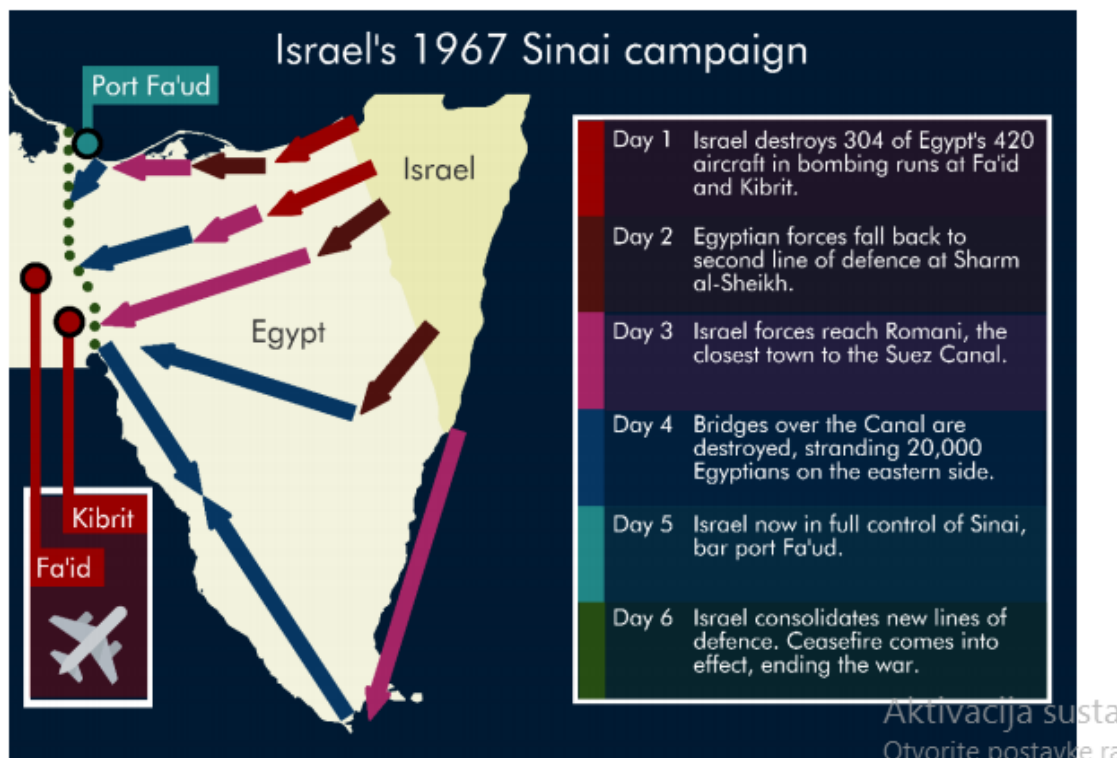 Israel's 1967 Sinai campaign
Port Fa'ud
Israel
Egypt
Kibrit
Fa'id
Day 1 Israel destroys 304 of Egypt's 420
aircraft in bombing runs at Fa'id
and Kibrit.
Day 2 Egyptian forces fall back to
second line of defence at Sharm
al-Sheikh.
Day 3 Israel forces reach Romani, the
closest town to the Suez Canal.
Day 4 Bridges over the Canal are
destroyed, stranding 20,000
Egyptians on the eastern side.
Day 5 Israel now in full control of Sinai,
bar port Fa'ud.
Day 6 Israel consolidates new lines of
defence. Ceasefire comes into
effect, ending the war.
Aktivacija susta
Otvorite postavke ra